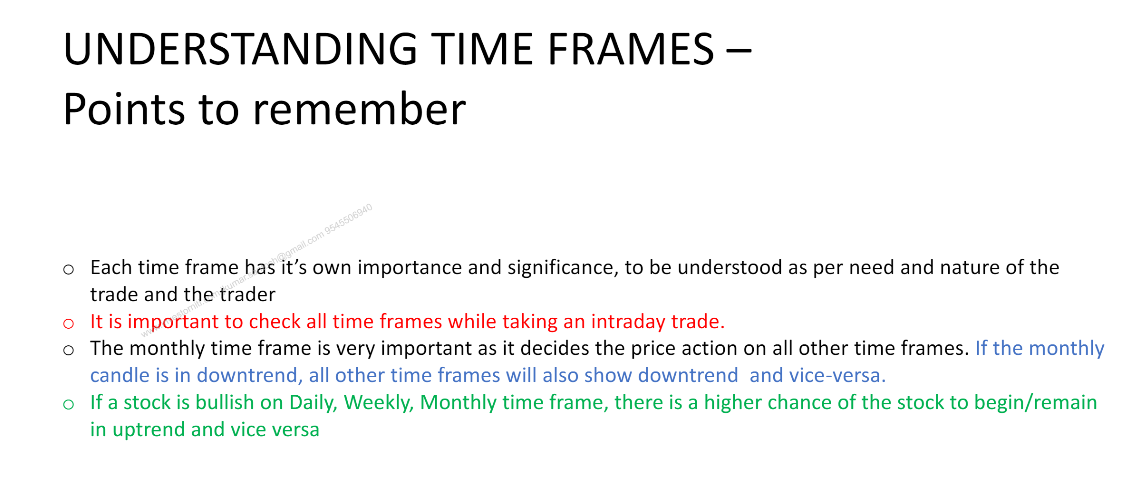 UNDERSTANDING TIME FRAMES –
Points to remember
○ Each time frame has it’s own importance and significance, to be understood as per need and nature of the
trade and the trader
○ It is important to check all time frames while taking an intraday trade.
○ The monthly time frame is very important as it decides the price action on all other time frames. If the monthly
candle is in downtrend, all other time frames will also show downtrend  and vice-versa.
○ If a stock is bullish on Daily, Weekly, Monthly time frame, there is a higher chance of the stock to begin/remain
in uptrend and vice versa